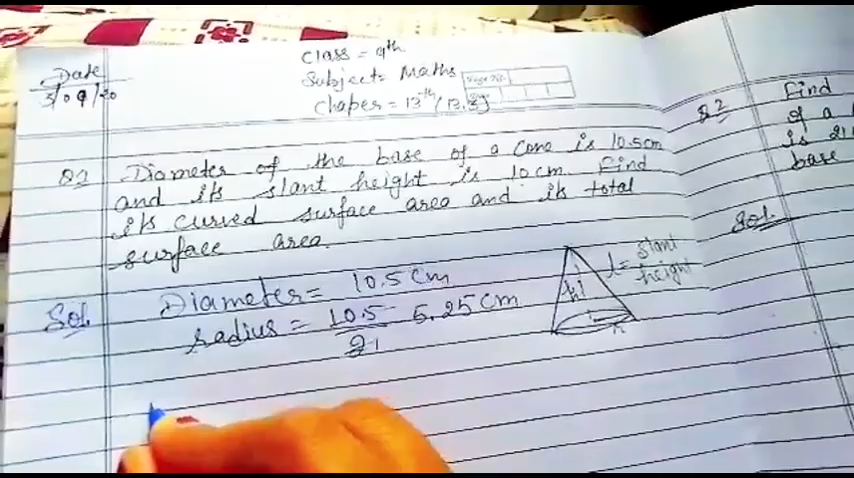 Date
3/09/20
Class = 9th
Subject = Maths
Chaper = 13th (13.3)
Page No.
Q1 Diameter of the base of a Cone is 10.5cm
and its slant height is 10cm. Find
its curved surface area and its total
surface area.
Sol. Diameter = 10.5 cm
radius = 10.5 5.25 cm
2
h
l = slant
height
r
Q2 Find
of a
is 21
base
Sol.